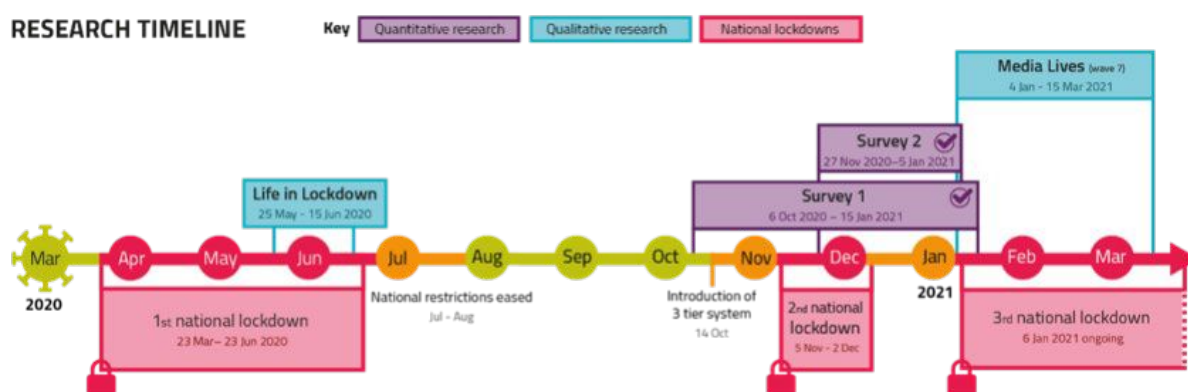 RESEARCH TIMELINE
Key
Quantitative research
Qualitative research
National lockdowns
Media Lives (wave 7)
4 Jan - 15 Mar 2021
Survey 2
27 Nov 2020–5 Jan 2021
Life in Lockdown
25 May - 15 Jun 2020
Survey 1
6 Oct 2020 – 15 Jan 2021
Mar
Apr
May
Jun
Jul
Aug
Sep
Oct
Nov
Dec
Jan
Feb
Mar
2020
2021
1st national lockdown
23 Mar– 23 Jun 2020
National restrictions eased
Jul - Aug
Introduction of
3 tier system
14 Oct
2nd national
lockdown
5 Nov - 2 Dec
3rd national lockdown
6 Jan 2021 ongoing